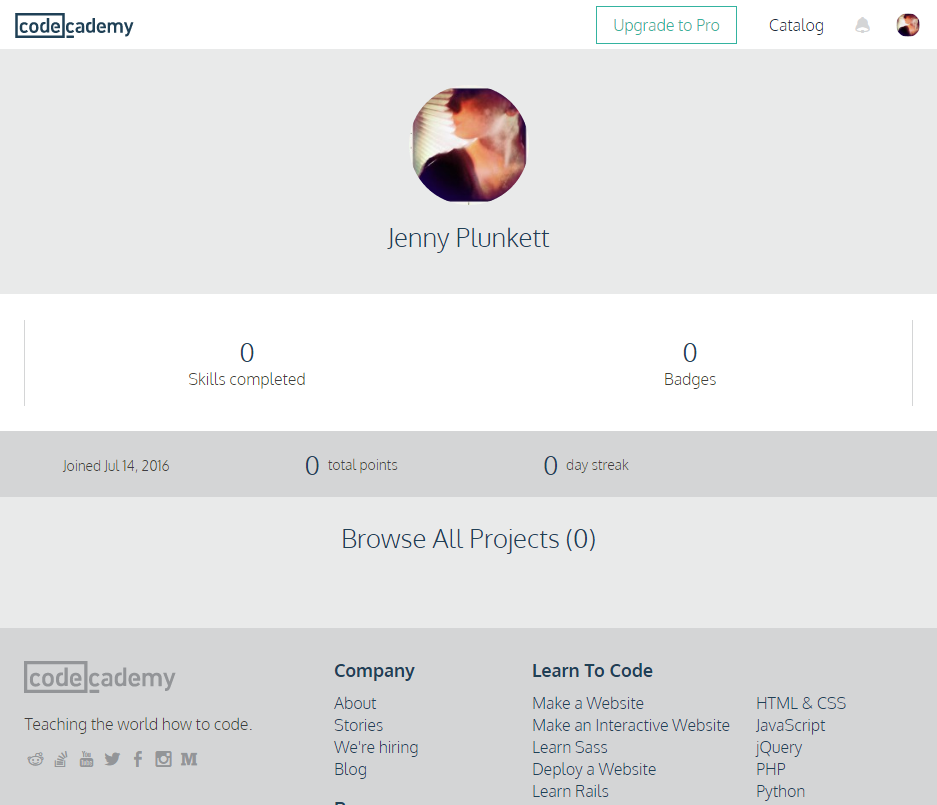 codecademy
Upgrade to Pro
Catalog
Jenny Plunkett
0
Skills completed
0
Badges
Joined Jul 14, 2016
0 total points
0 day streak
Browse All Projects (0)
codecademy
Teaching the world how to code.
Company
About
Stories
We're hiring
Blog
Learn To Code
Make a Website
Make an Interactive Website
Learn Sass
Deploy a Website
Learn Rails
HTML & CSS
JavaScript
jQuery
PHP
Python